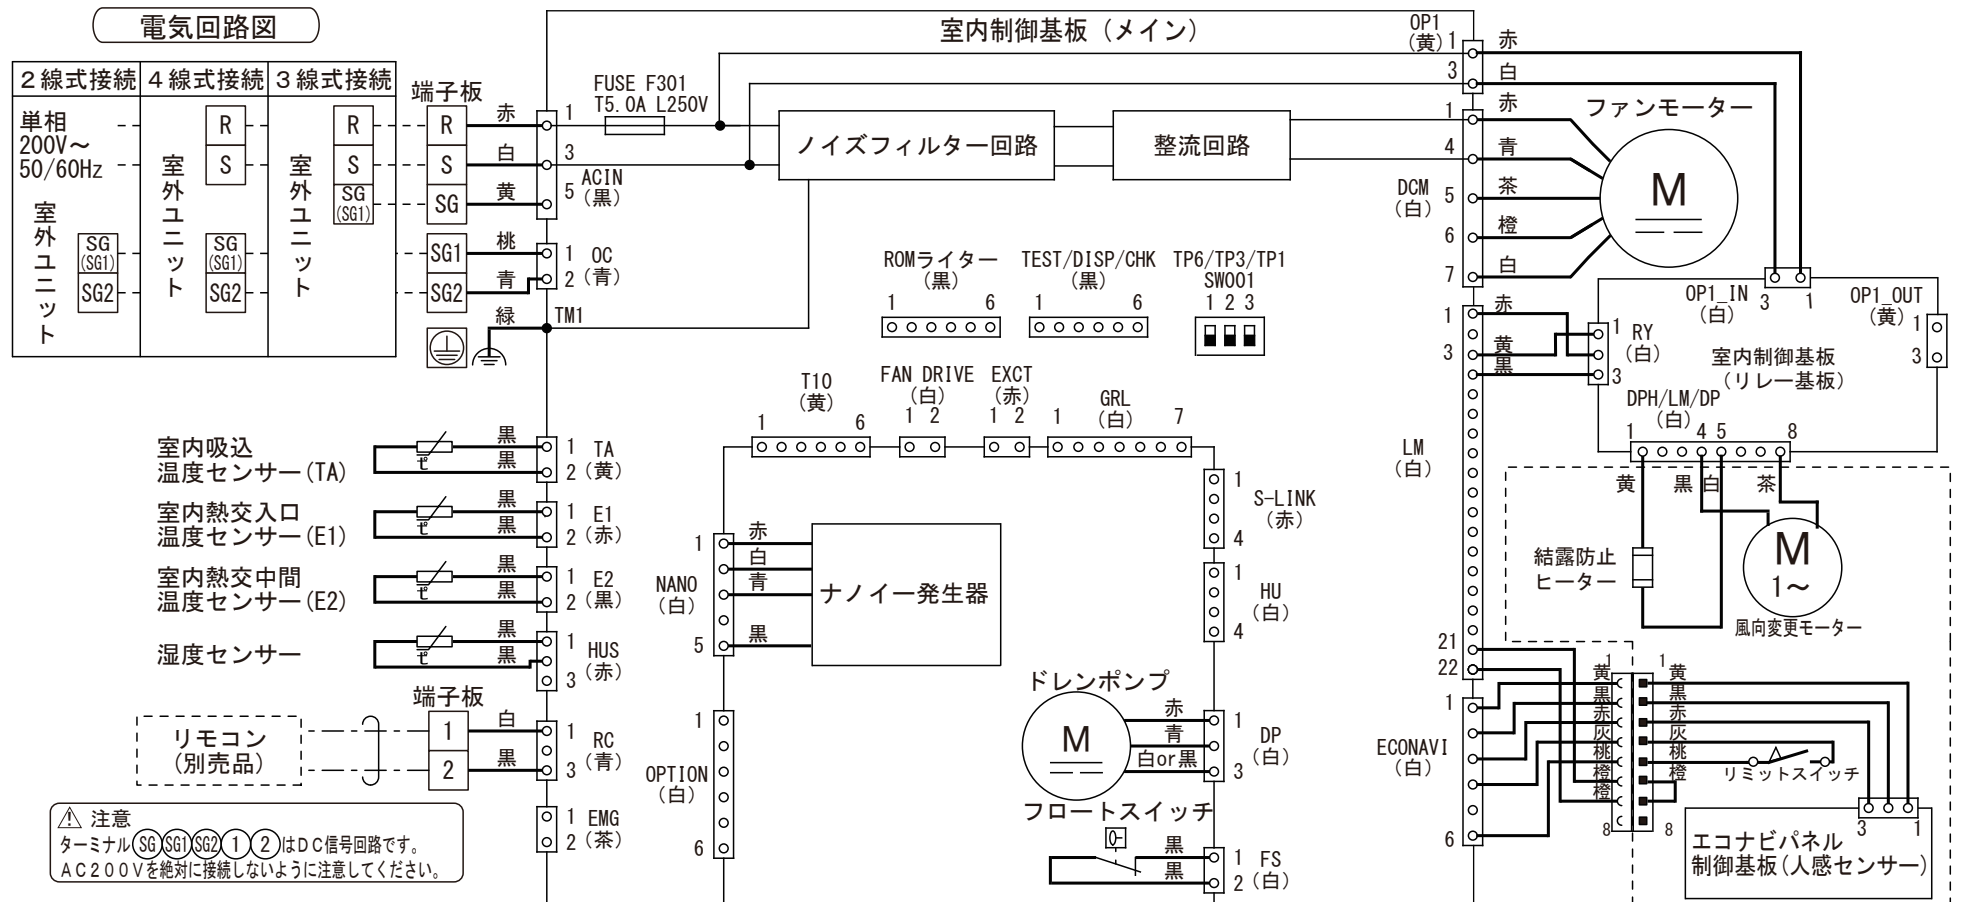 電気回路図
室内制御基板（メイン）
2線式接続
4線式接続
3線式接続
端子板
単相
200V～
50/60Hz
室外ユニット
SG
(SG1)
SG2
室外ユニット
R
S
SG
(SG1)
SG2
室外ユニット
R
S
SG
(SG1)
R
S
SG
SG1
SG2
赤
白
黄
桃
青
緑
1
3
5
ACIN
（黒）
1
2
OC
（青）
TM1
FUSE F301
T5.0A L250V
ノイズフィルター回路
整流回路
OP1
（黄）
1
3
赤
白
1
4
5
6
7
DCM
（白）
赤
青
茶
橙
白
ファンモーター
M
ROMライター
（黒）
1 6
TEST/DISP/CHK
（黒）
1 6
TP6/TP3/TP1
SW001
1 2 3
T10
（黄）
1 6
FAN DRIVE
（白）
1 2
EXCT
（赤）
1 2
GRL
（白）
1 7
1
3
21
22
LM
（白）
赤
黄
黒
1
3
RY
（白）
OP1_IN
（白）
3 1
OP1_OUT
（黄）
1
3
室内制御基板
（リレー基板）
DPH/LM/DP
（白）
1 4 5 8
黄 黒 白 茶
結露防止
ヒーター
M
1～
風向変更モーター
室内吸込
温度センサー(TA)
ピ
黒
黒
1
2
TA
（黄）
室内熱交入口
温度センサー(E1)
ピ
黒
黒
1
2
E1
（赤）
室内熱交中間
温度センサー(E2)
ピ
黒
黒
1
2
E2
（黒）
湿度センサー
ピ
黒
黒
1
3
HUS
（赤）
端子板
リモコン
（別売品）
1
2
白
黒
1
3
RC
（青）
1
2
EMG
（茶）
注意
ターミナルSG SG1 SG2 1 2はDC信号回路です。
AC200Vを絶対に接続しないように注意してください。
NANO
（白）
1
5
赤
白
青
黒
ナノイー発生器
S-LINK
（赤）
1
4
HU
（白）
1
4
OPTION
（白）
1
6
ドレンポンプ
M
赤
青
白or黒
1
3
DP
（白）
フロートスイッチ
黒
黒
1
2
FS
（白）
ECONAVI
（白）
1
6
1
黄
黒
赤
灰
桃
橙
橙
8
1
黄
黒
赤
灰
桃
橙
8
リミットスイッチ
3 1
エコナビパネル
制御基板(人感センサー)